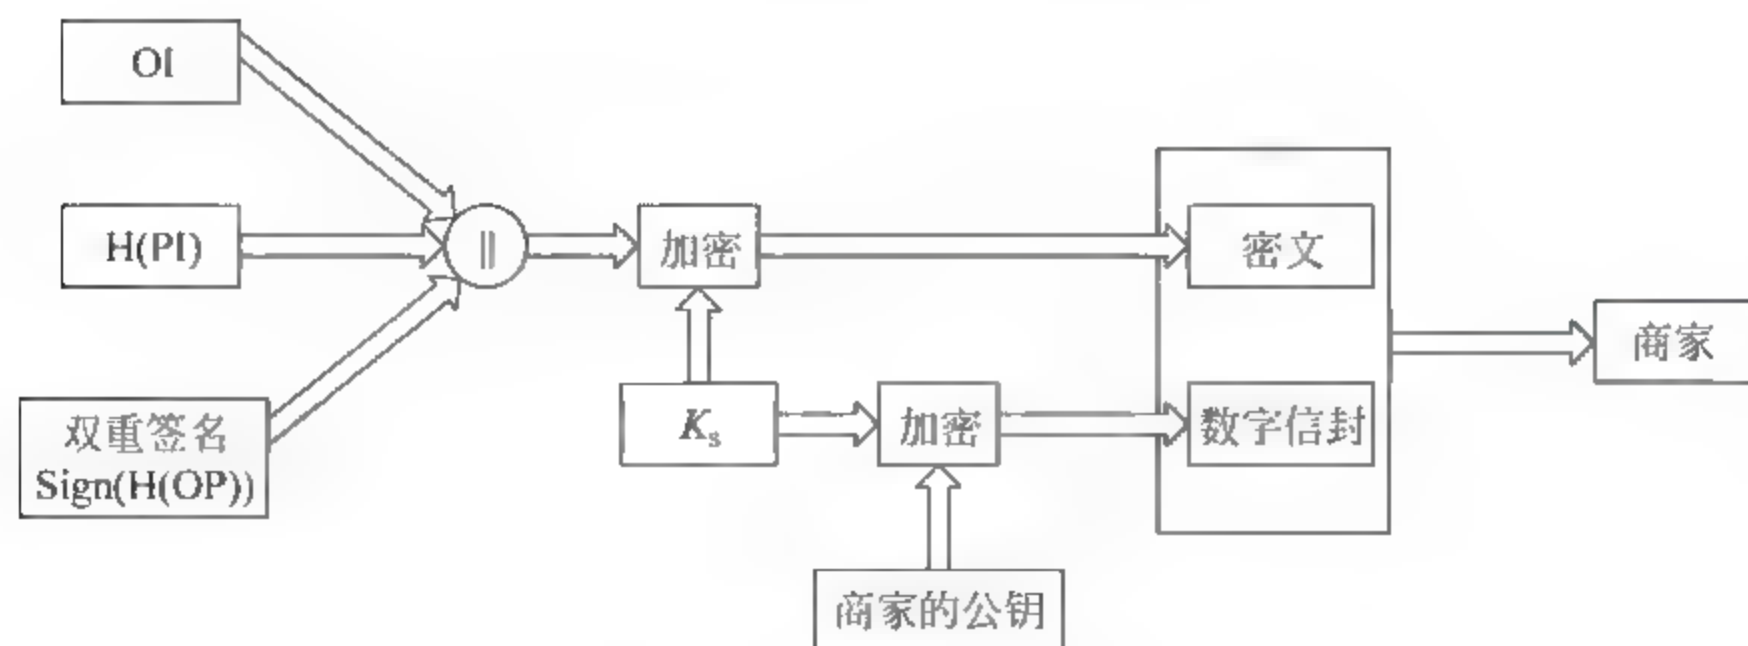 OI
H(PI)
||
加密
密文
商家
双重签名
Sign(H(OP))
Ks
加密
数字信封
商家的公钥